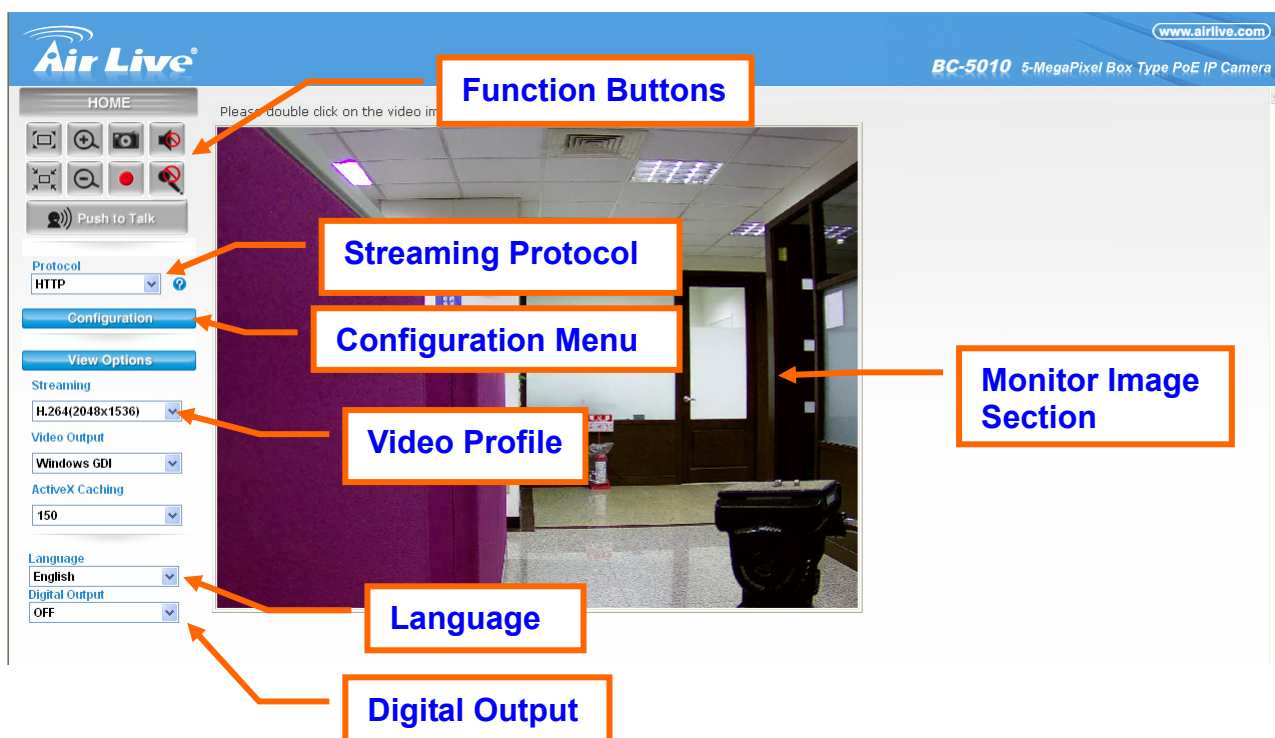 Air Live®
www.airlive.com
BC-5010 5-MegaPixel Box Type PoE IP Camera
HOME
Please double click on the video im
Function Buttons
Push to Talk
Streaming Protocol
Protocol
HTTP
Configuration
Configuration Menu
View Options
Streaming
H.264(2048x1536)
Video Profile
Monitor Image
Section
Video Output
Windows GDI
ActiveX Caching
150
Language
English
Language
Digital Output
OFF
Digital Output